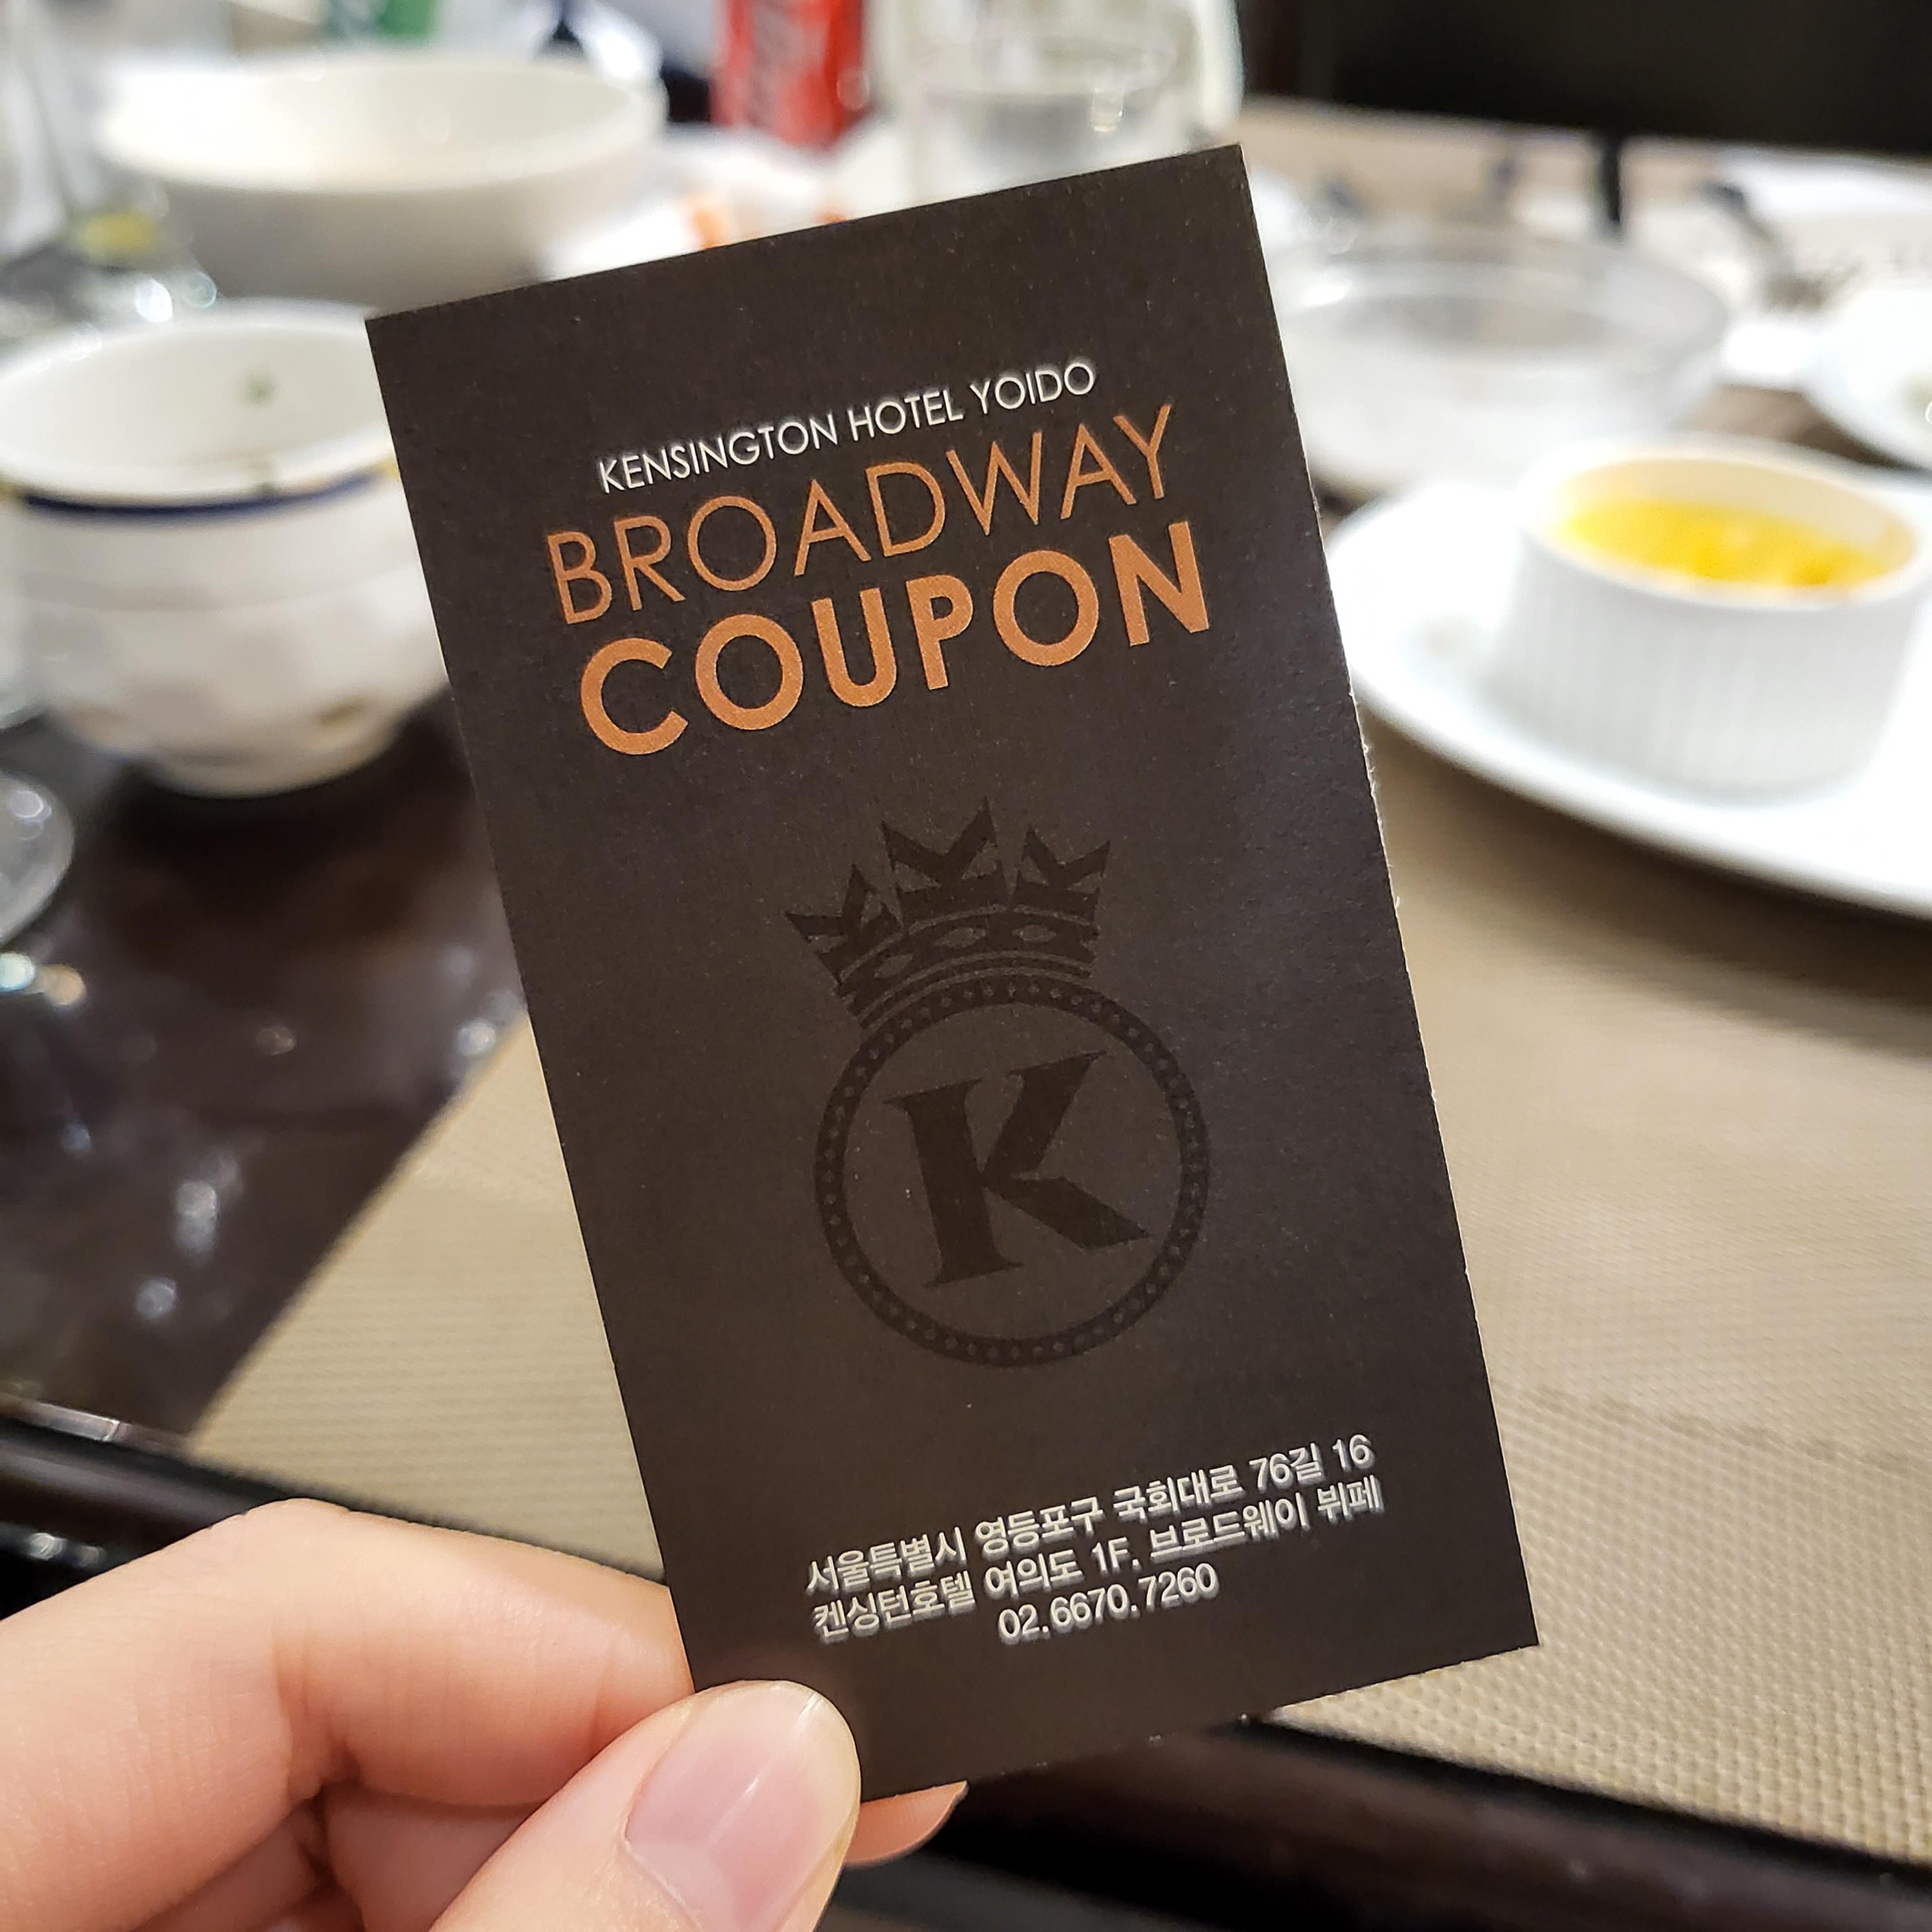 KENSINGTON HOTEL YOIDO
BROADWAY
COUPON
K
서울특별시 영등포구 국회대로 76길 16
켄싱턴호텔 여의도 1F. 브로드웨이 뷔페
02.6670.7260